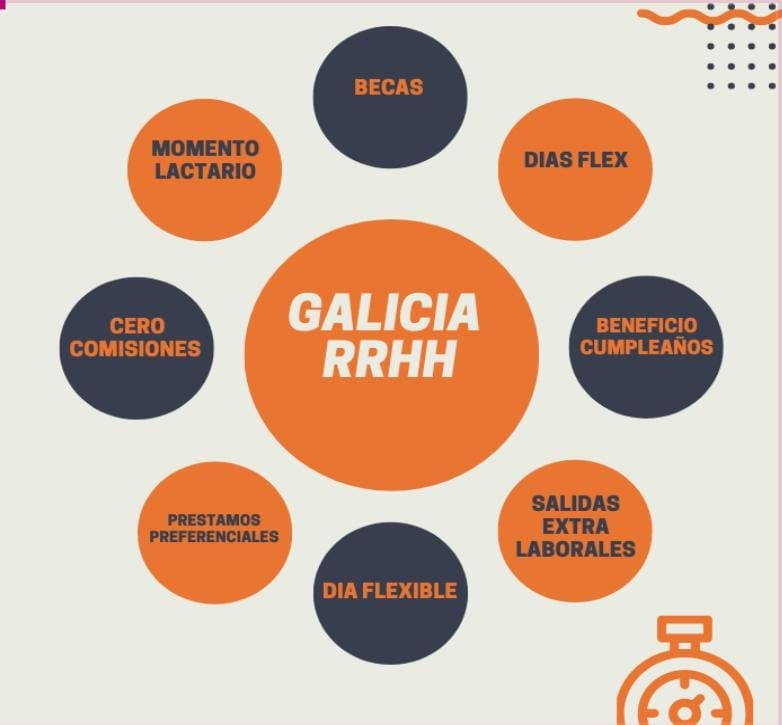 BECAS
MOMENTO
LACTARIO
DIAS FLEX
CERO
COMISIONES
GALICIA
RRHH
BENEFICIO
CUMPLEAÑOS
PRESTAMOS
PREFERENCIALES
SALIDAS
EXTRA
LABORALES
DIA FLEXIBLE